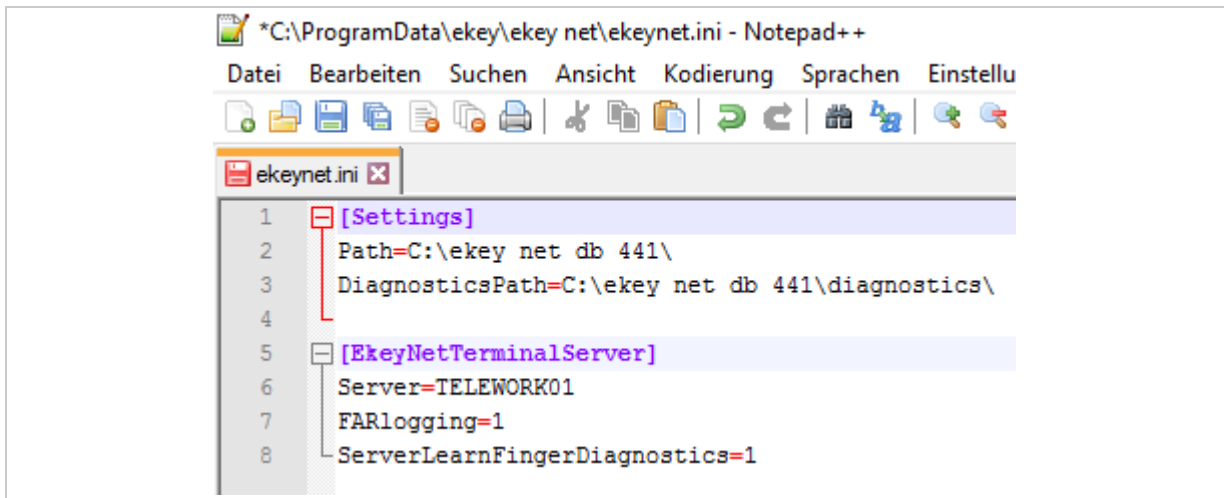 *C:\ProgramData\ekey\ekey net\ekeynet.ini - Notepad++
Datei Bearbeiten Suchen Ansicht Kodierung Sprachen Einstellu
ekeynet.ini
1 [Settings]
2 Path=C:\ekey net db 441\
3 DiagnosticsPath=C:\ekey net db 441\diagnostics\
4
5 [EkeyNetTerminalServer]
6 Server=TELEWORK01
7 FARlogging=1
8 ServerLearnFingerDiagnostics=1